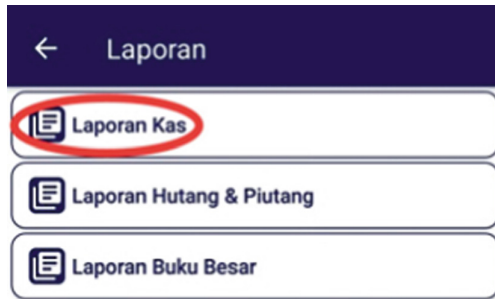 Laporan
Laporan Kas
Laporan Hutang & Piutang
Laporan Buku Besar